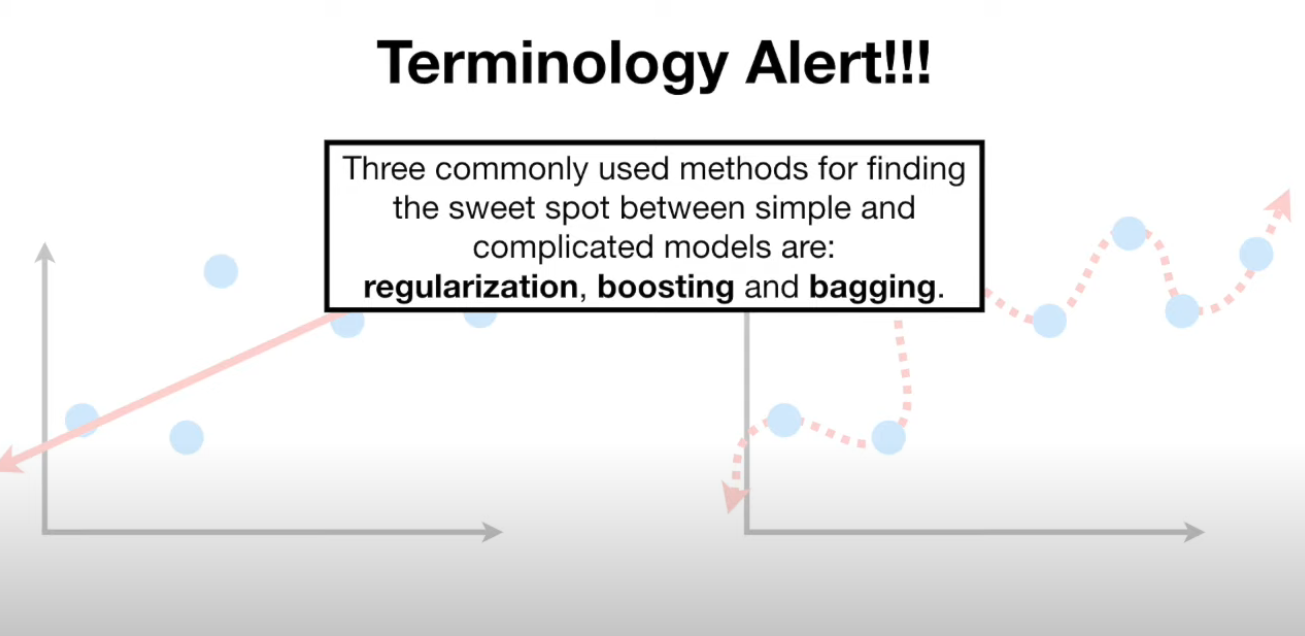 Terminology Alert!!!
Three commonly used methods for finding
the sweet spot between simple and
complicated models are:
regularization, boosting and bagging.